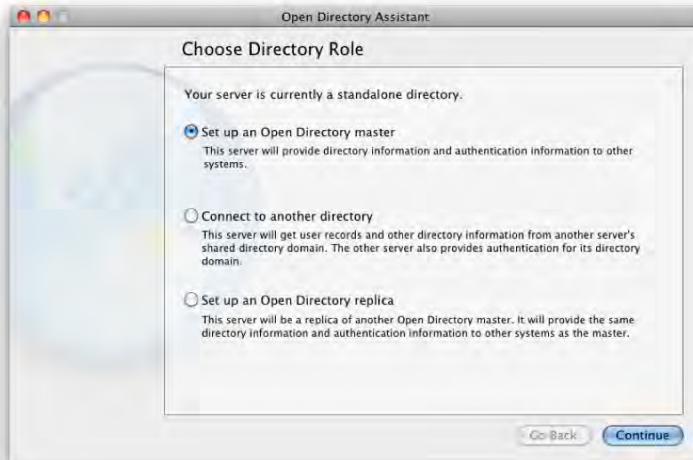 Open Directory Assistant
Choose Directory Role
Your server is currently a standalone directory.
Set up an Open Directory master
This server will provide directory information and authentication information to other
systems.
Connect to another directory
This server will get user records and other directory information from another server's
shared directory domain. The other server also provides authentication for its directory
domain.
Set up an Open Directory replica
This server will be a replica of another Open Directory master. It will provide the same
directory information and authentication information to other systems as the master.
Go Back
Continue